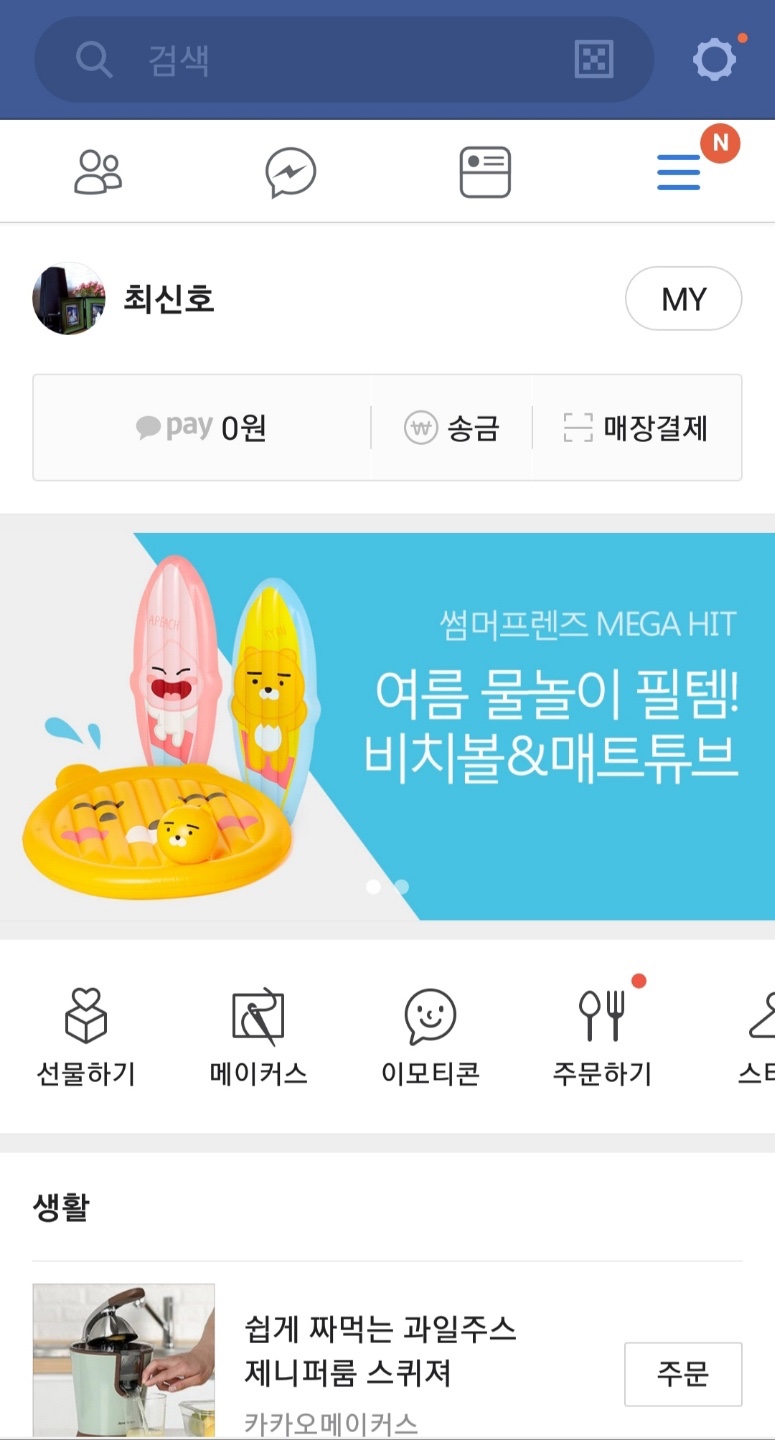 검색
N
최신호
MY
pay 0원
송금
매장결제
APEACH
RYAN
썸머프렌즈 MEGA HIT
여름 물놀이 필템!
비치볼&매트튜브
선물하기
메이커스
이모티콘
주문하기
생활
쉽게 짜먹는 과일주스
제니퍼룸 스퀴져
주문
카카오메이커스